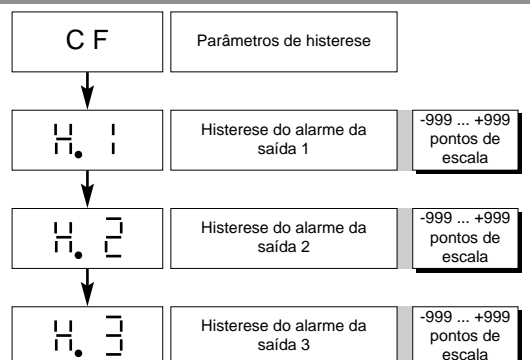 C F
Parâmetros de histerese
H. 1
Histerese do alarme da
saída 1
-999 ... +999
pontos de
escala
H. 2
Histerese do alarme da
saída 2
-999 ... +999
pontos de
escala
H. 3
Histerese do alarme da
saída 3
-999 ... +999
pontos de
escala